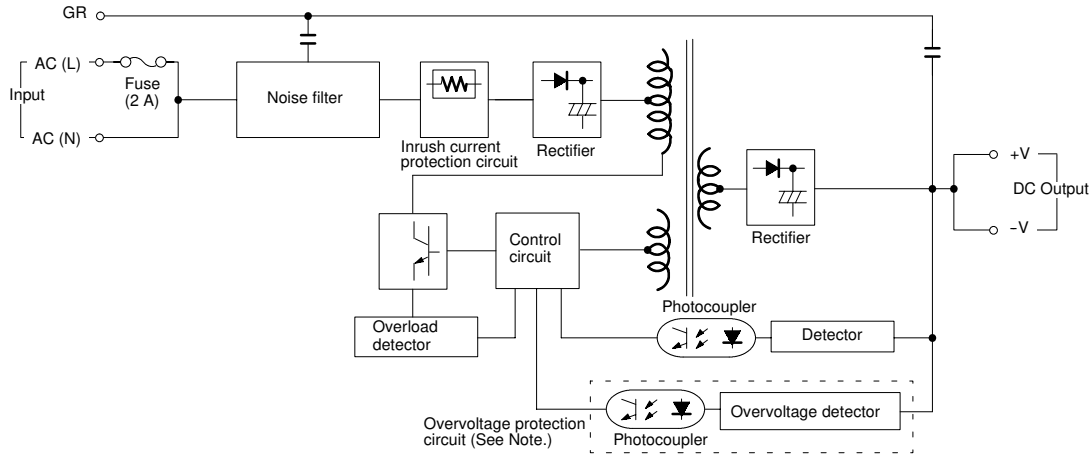 GR
AC (L)
Input
Fuse
(2 A)
AC (N)
Noise filter
Inrush current
protection circuit
Rectifier
Rectifier
+V
DC Output
−V
Control
circuit
Overload
detector
Photocoupler
Detector
Overvoltage protection
circuit (See Note.)
Photocoupler
Overvoltage detector